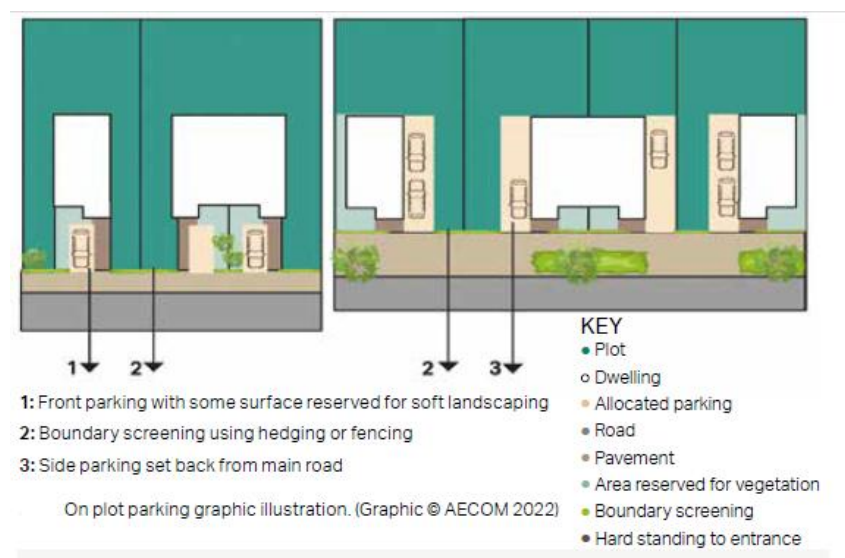 1 2
2 3
1: Front parking with some surface reserved for soft landscaping
2: Boundary screening using hedging or fencing
3: Side parking set back from main road
On plot parking graphic illustration. (Graphic © AECOM 2022)
KEY
Plot
Dwelling
Allocated parking
Road
Pavement
Area reserved for vegetation
Boundary screening
Hard standing to entrance